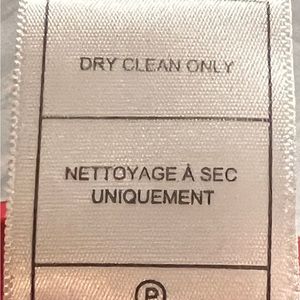 DRY CLEAN ONLY
NETTOYAGE À SEC
UNIQUEMENT
P